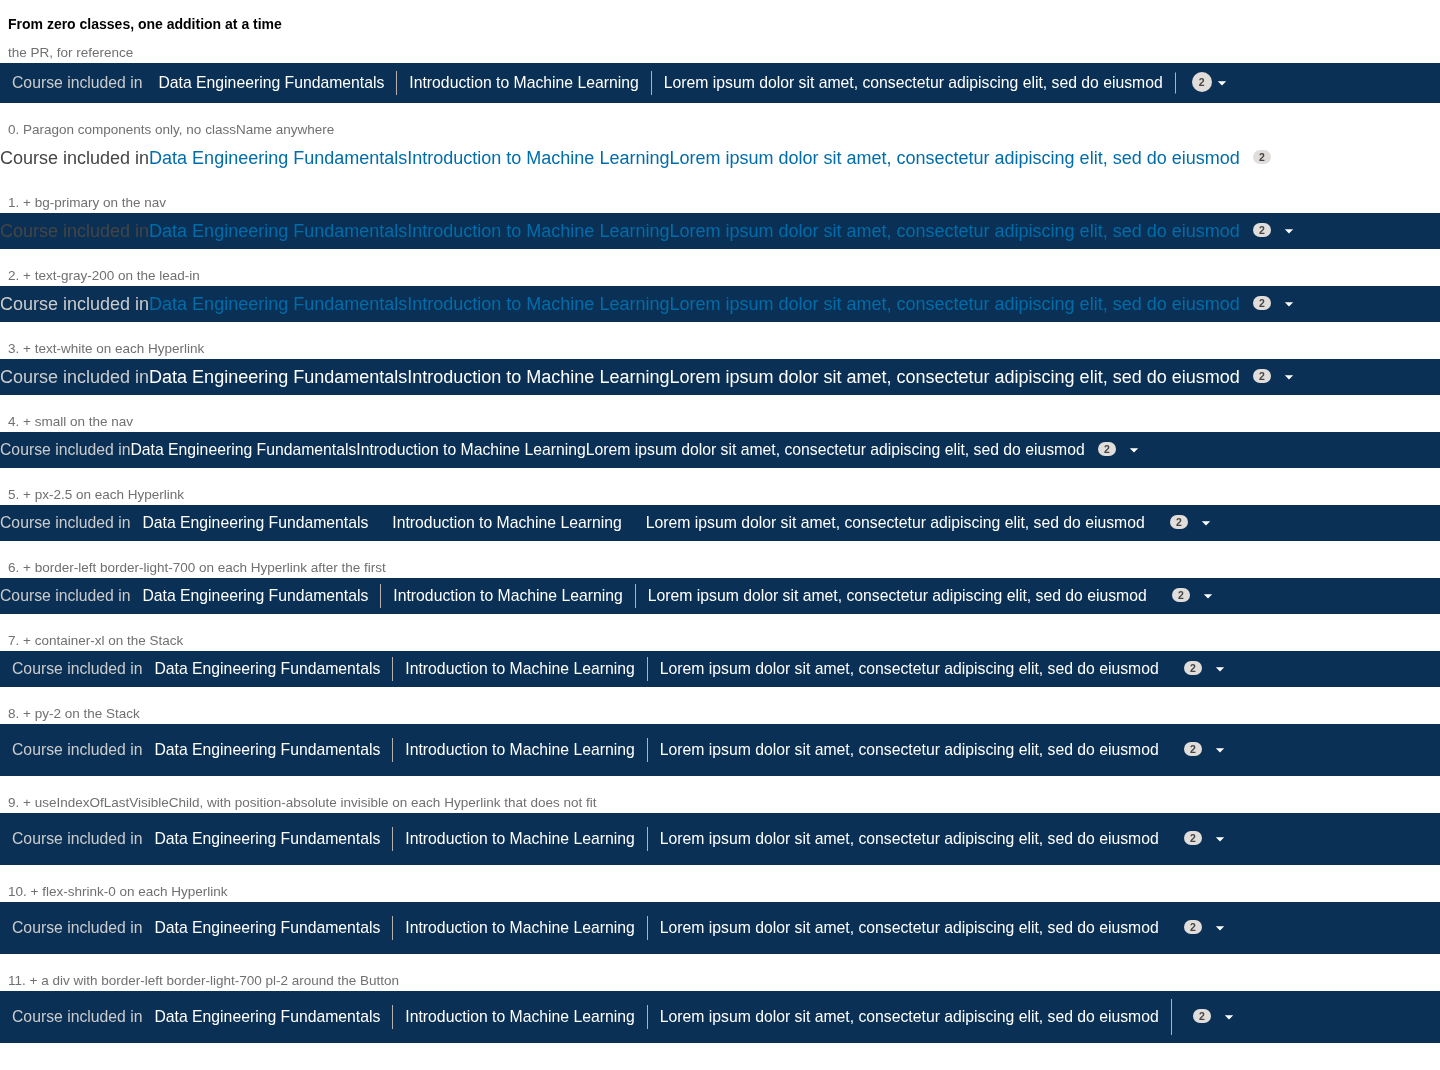 From zero classes, one addition at a time
the PR, for reference
Course included in Data Engineering Fundamentals Introduction to Machine Learning Lorem ipsum dolor sit amet, consectetur adipiscing elit, sed do eiusmod 2
0. Paragon components only, no className anywhere
Course included inData Engineering FundamentalsIntroduction to Machine LearningLorem ipsum dolor sit amet, consectetur adipiscing elit, sed do eiusmod 2
1. + bg-primary on the nav
Course included inData Engineering FundamentalsIntroduction to Machine LearningLorem ipsum dolor sit amet, consectetur adipiscing elit, sed do eiusmod 2
2. + text-gray-200 on the lead-in
Course included inData Engineering FundamentalsIntroduction to Machine LearningLorem ipsum dolor sit amet, consectetur adipiscing elit, sed do eiusmod 2
3. + text-white on each Hyperlink
Course included inData Engineering FundamentalsIntroduction to Machine LearningLorem ipsum dolor sit amet, consectetur adipiscing elit, sed do eiusmod 2
4. + small on the nav
Course included inData Engineering FundamentalsIntroduction to Machine LearningLorem ipsum dolor sit amet, consectetur adipiscing elit, sed do eiusmod 2
5. + px-2.5 on each Hyperlink
Course included in Data Engineering Fundamentals Introduction to Machine Learning Lorem ipsum dolor sit amet, consectetur adipiscing elit, sed do eiusmod 2
6. + border-left border-light-700 on each Hyperlink after the first
Course included in Data Engineering Fundamentals Introduction to Machine Learning Lorem ipsum dolor sit amet, consectetur adipiscing elit, sed do eiusmod 2
7. + container-xl on the Stack
Course included in Data Engineering Fundamentals Introduction to Machine Learning Lorem ipsum dolor sit amet, consectetur adipiscing elit, sed do eiusmod 2
8. + py-2 on the Stack
Course included in Data Engineering Fundamentals Introduction to Machine Learning Lorem ipsum dolor sit amet, consectetur adipiscing elit, sed do eiusmod 2
9. + useIndexOfLastVisibleChild, with position-absolute invisible on each Hyperlink that does not fit
Course included in Data Engineering Fundamentals Introduction to Machine Learning Lorem ipsum dolor sit amet, consectetur adipiscing elit, sed do eiusmod 2
10. + flex-shrink-0 on each Hyperlink
Course included in Data Engineering Fundamentals Introduction to Machine Learning Lorem ipsum dolor sit amet, consectetur adipiscing elit, sed do eiusmod 2
11. + a div with border-left border-light-700 pl-2 around the Button
Course included in Data Engineering Fundamentals Introduction to Machine Learning Lorem ipsum dolor sit amet, consectetur adipiscing elit, sed do eiusmod 2